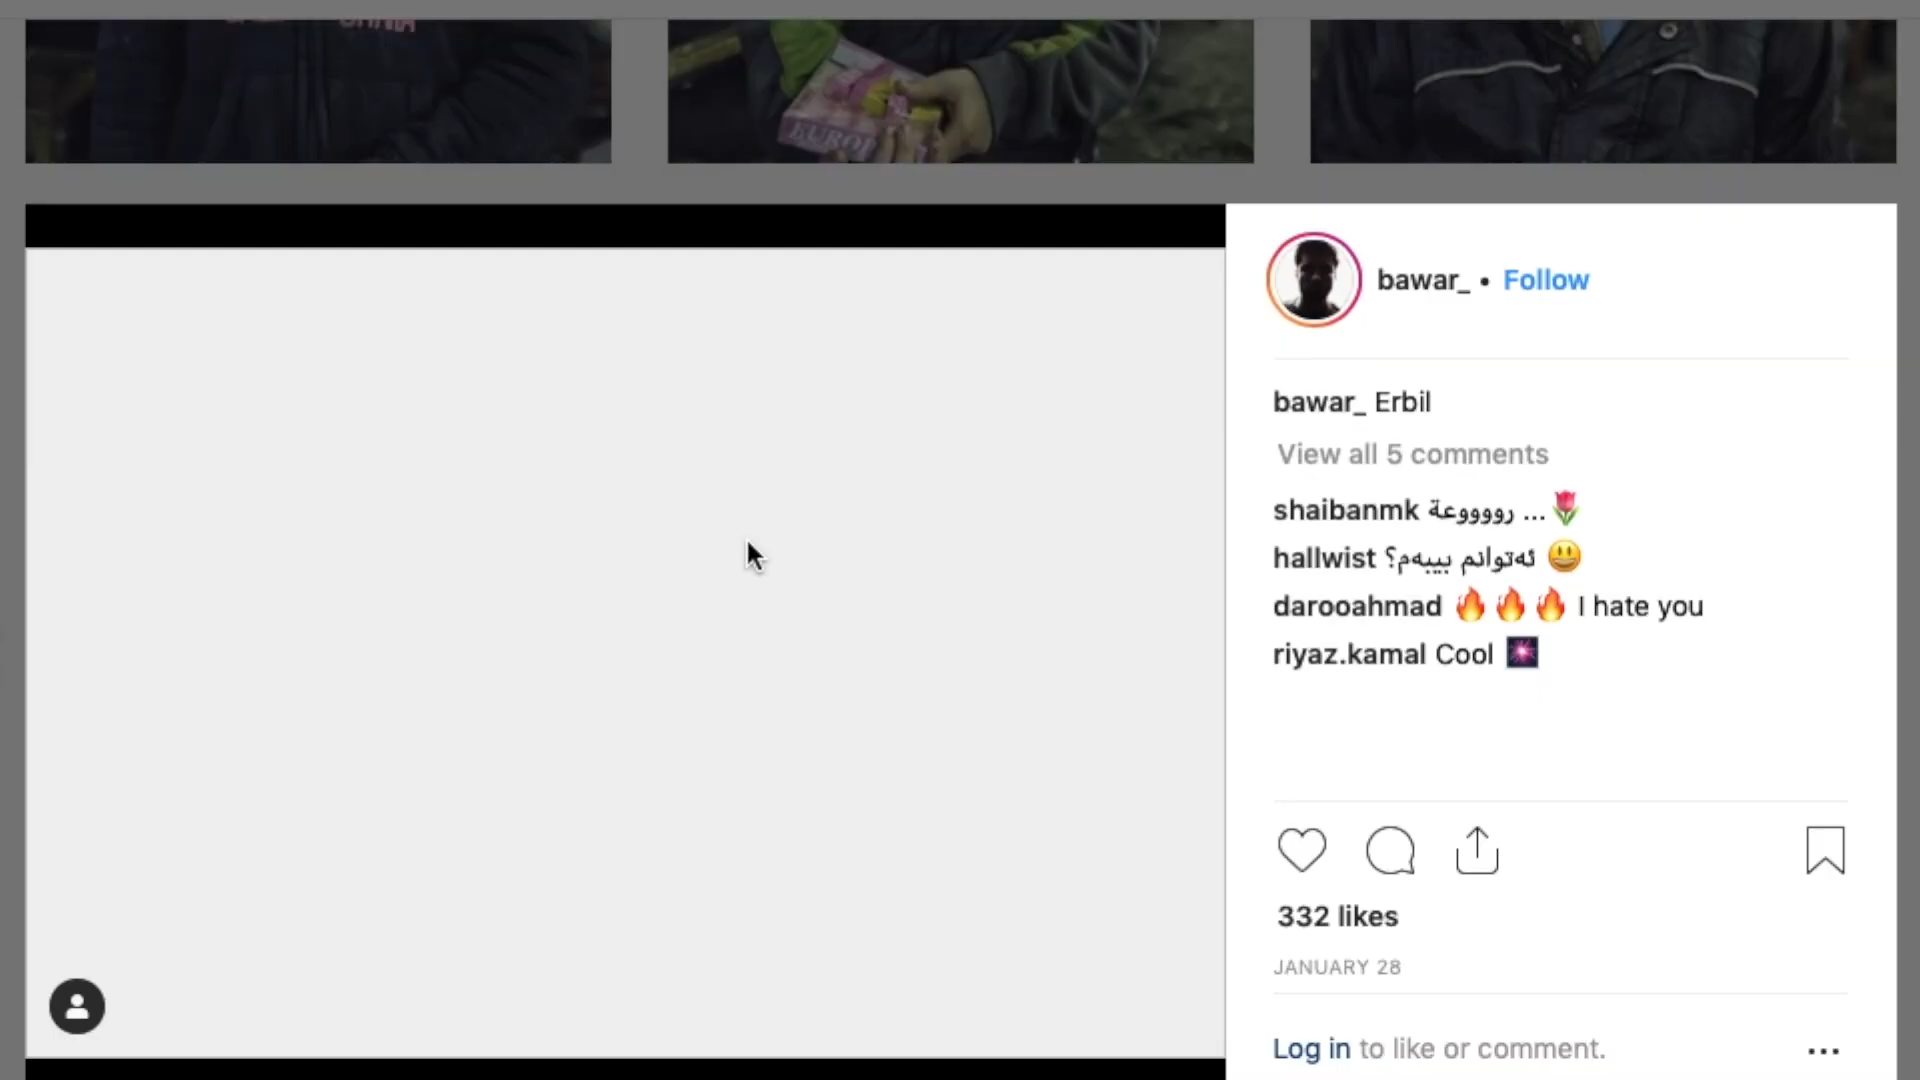 EURO
bawar_ • Follow
bawar_ Erbil
View all 5 comments
shaibanmk رووووعة ...🌷
hallwist ئەتوانم بیبەم؟ 😃
darooahmad 🔥🔥🔥 I hate you
riyaz.kamal Cool 🎆
332 likes
JANUARY 28
Log in to like or comment.